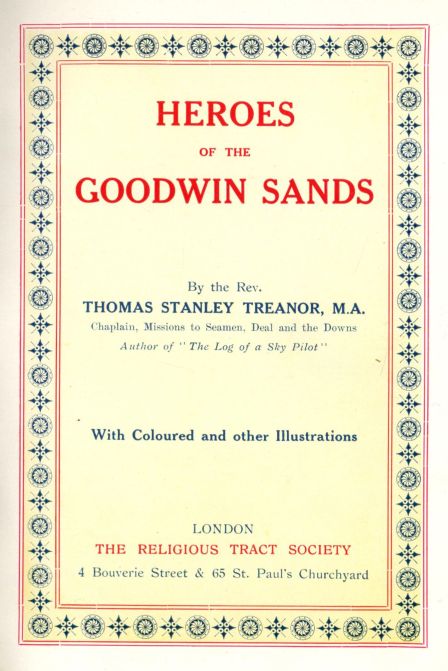 HEROES
OF THE
GOODWIN SANDS
By the Rev.
THOMAS STANLEY TREANOR, M.A.
Chaplain, Missions to Seamen, Deal and the Downs
Author of "The Log of a Sky Pilot"
With Coloured and other Illustrations
LONDON
THE RELIGIOUS TRACT SOCIETY
4 Bouverie Street & 65 St. Paul's Churchyard